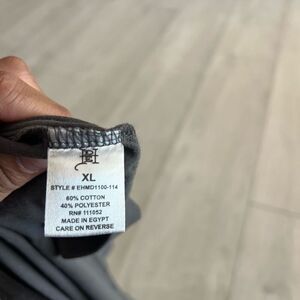 XL
STYLE # EHMD1100-114
60% COTTON
40% POLYESTER
RN# 111052
MADE IN EGYPT
CARE ON REVERSE